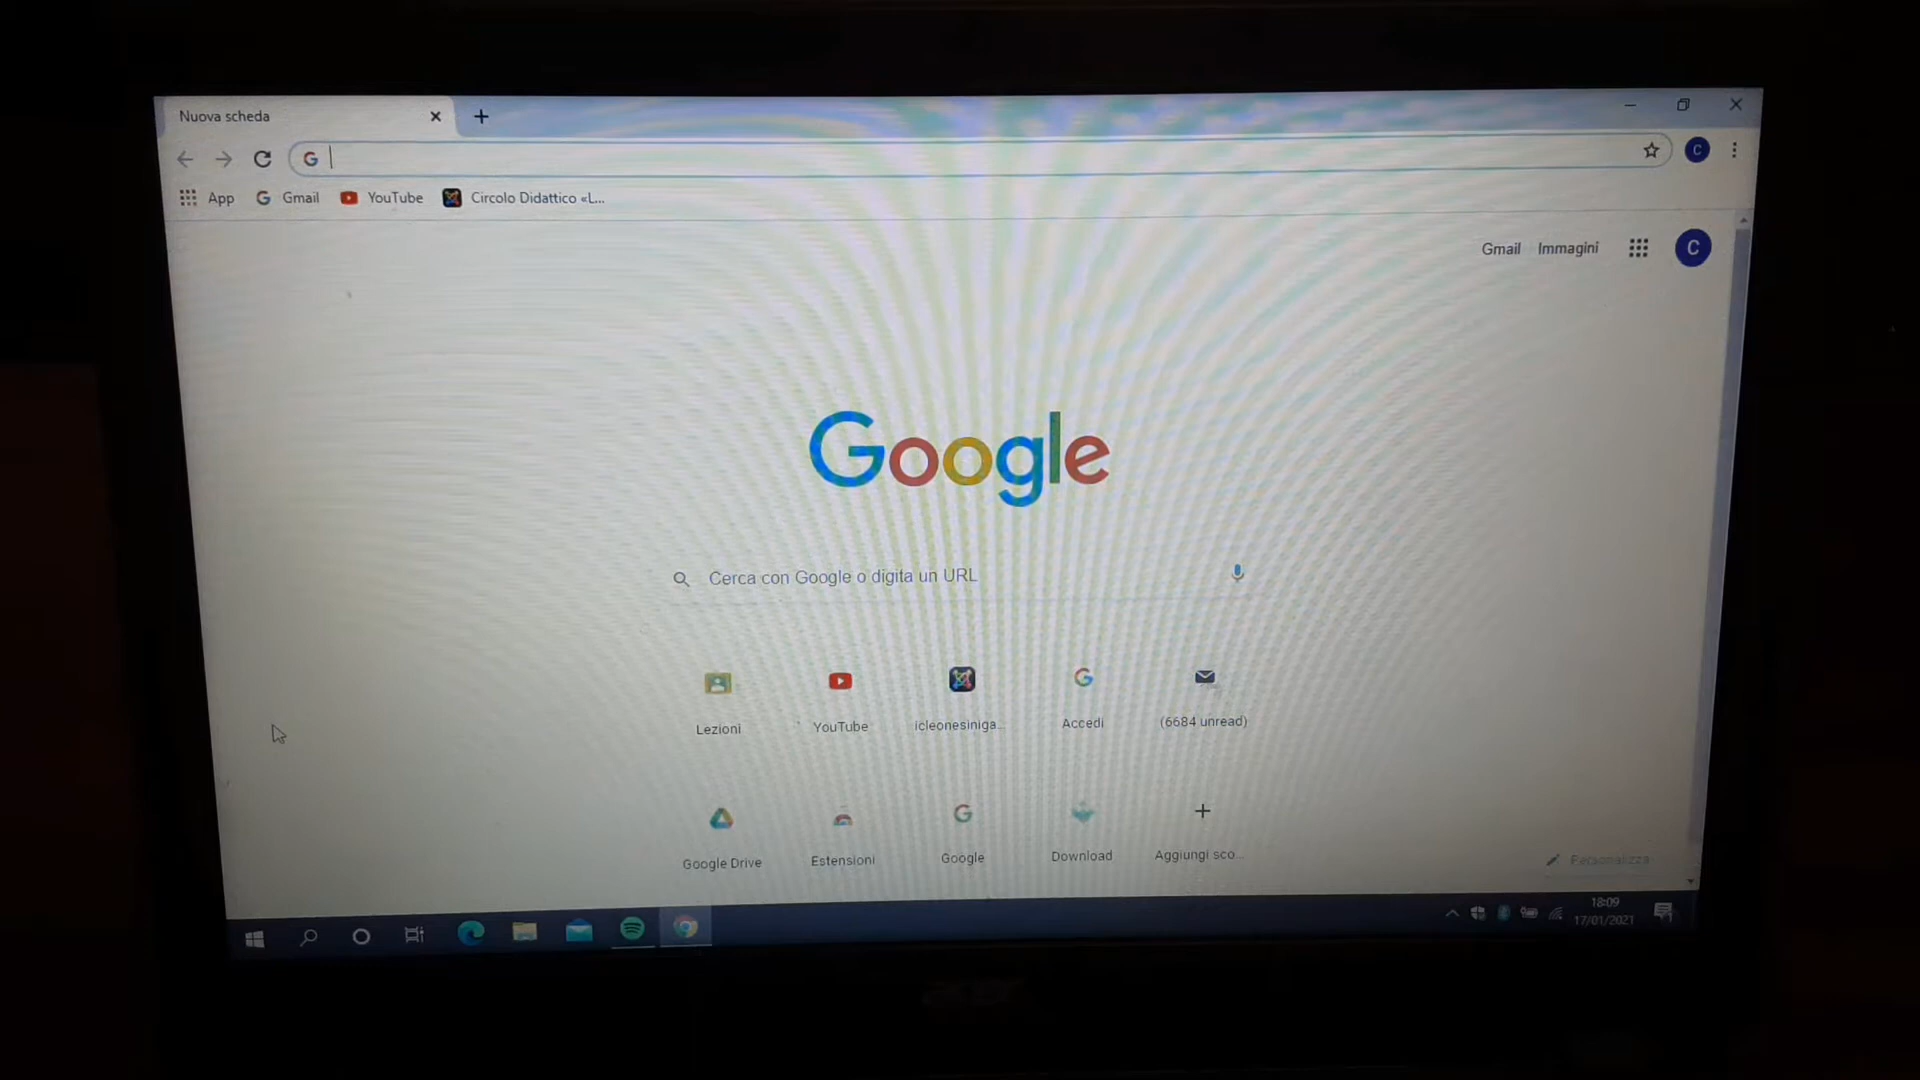 Nuova scheda
G
C
App Gmail YouTube Circolo Didattico «L...
Gmail Immagini C
Google
Cerca con Google o digita un URL
Lezioni YouTube icleonesiniga... Accedi (6684 unread)
Google Drive Estensioni Google Download Aggiungi sco...
Personalizza
18:09
17/01/2021